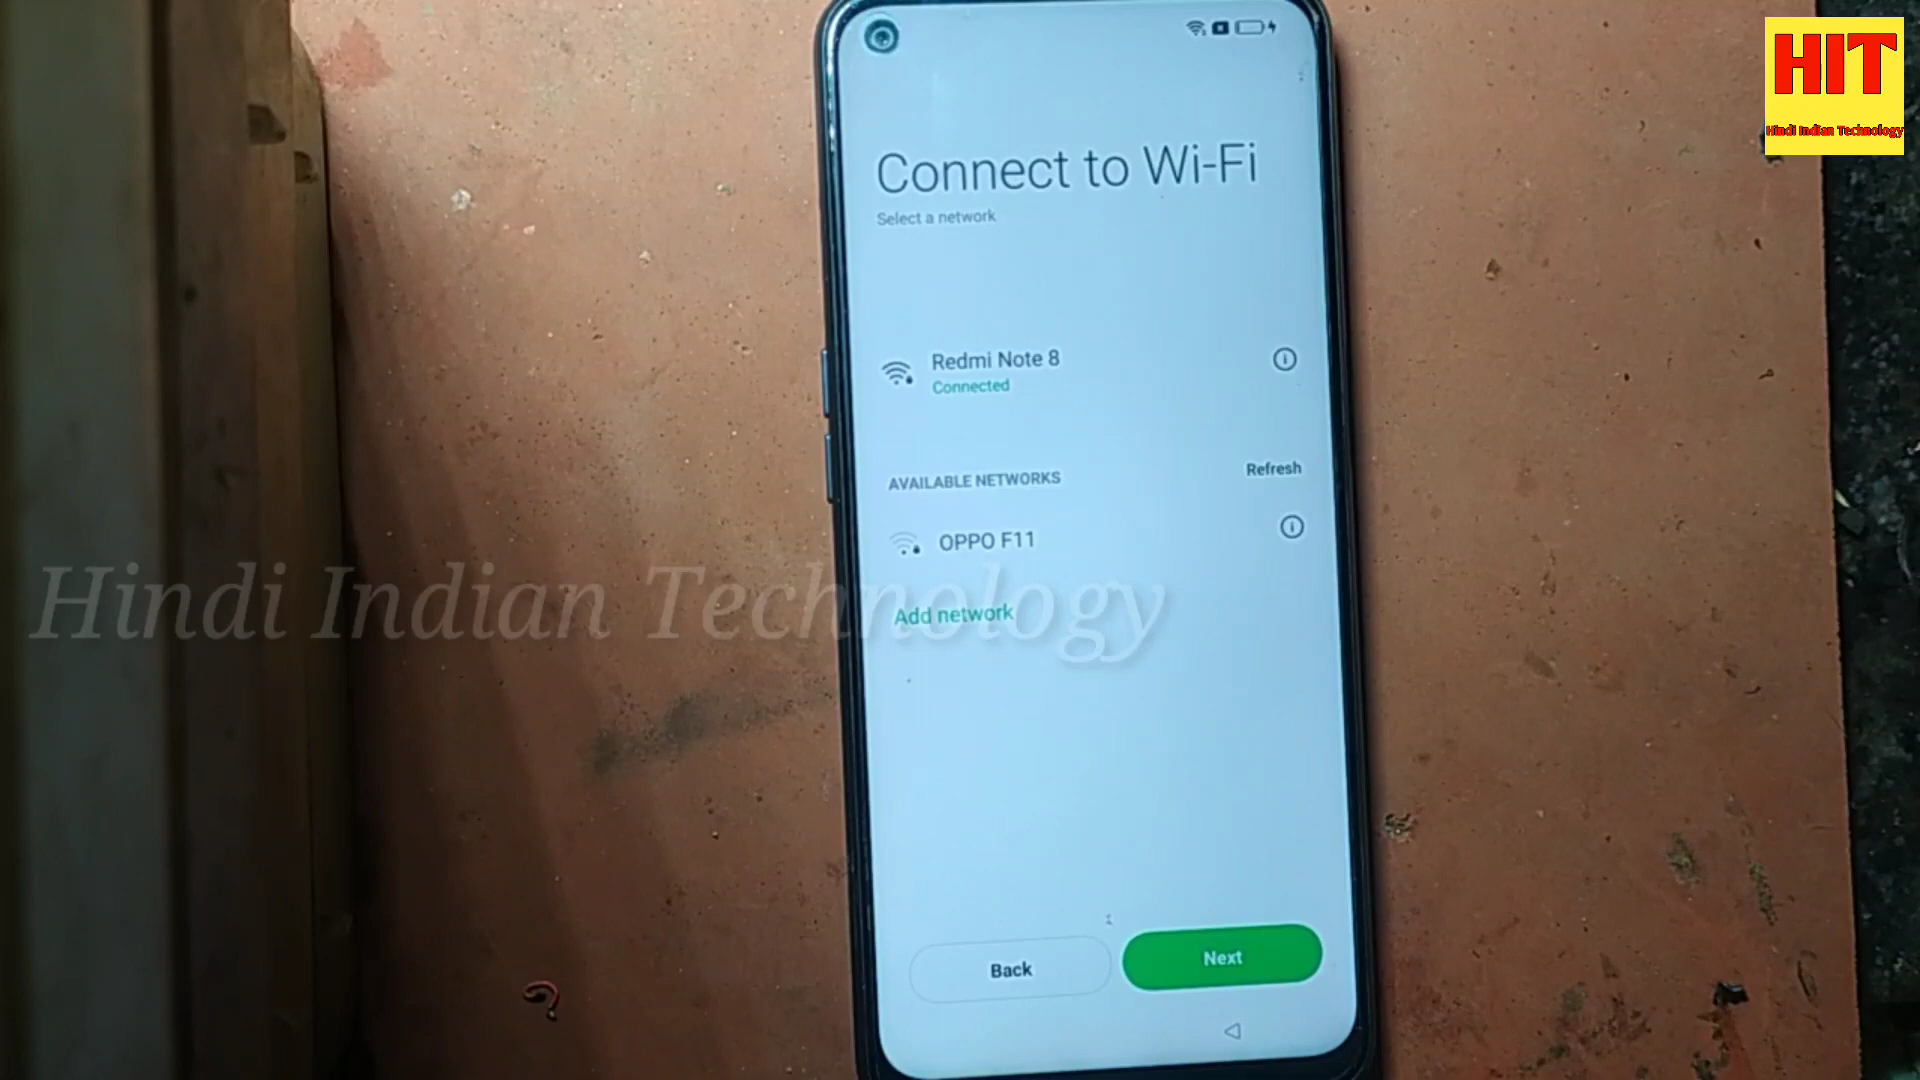 HIT
Hindi Indian Technology
Connect to Wi-Fi
Select a network
Redmi Note 8
Connected
AVAILABLE NETWORKS
Refresh
OPPO F11
Hindi Indian Technology
Add network
Back
Next